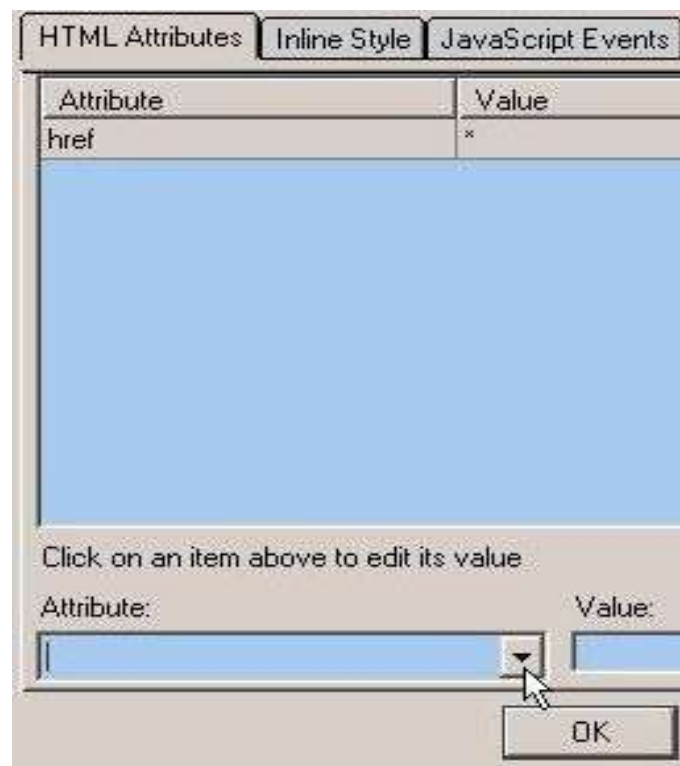 HTML Attributes Inline Style JavaScript Events
Attribute Value
href *
Click on an item above to edit its value
Attribute: Value:
OK